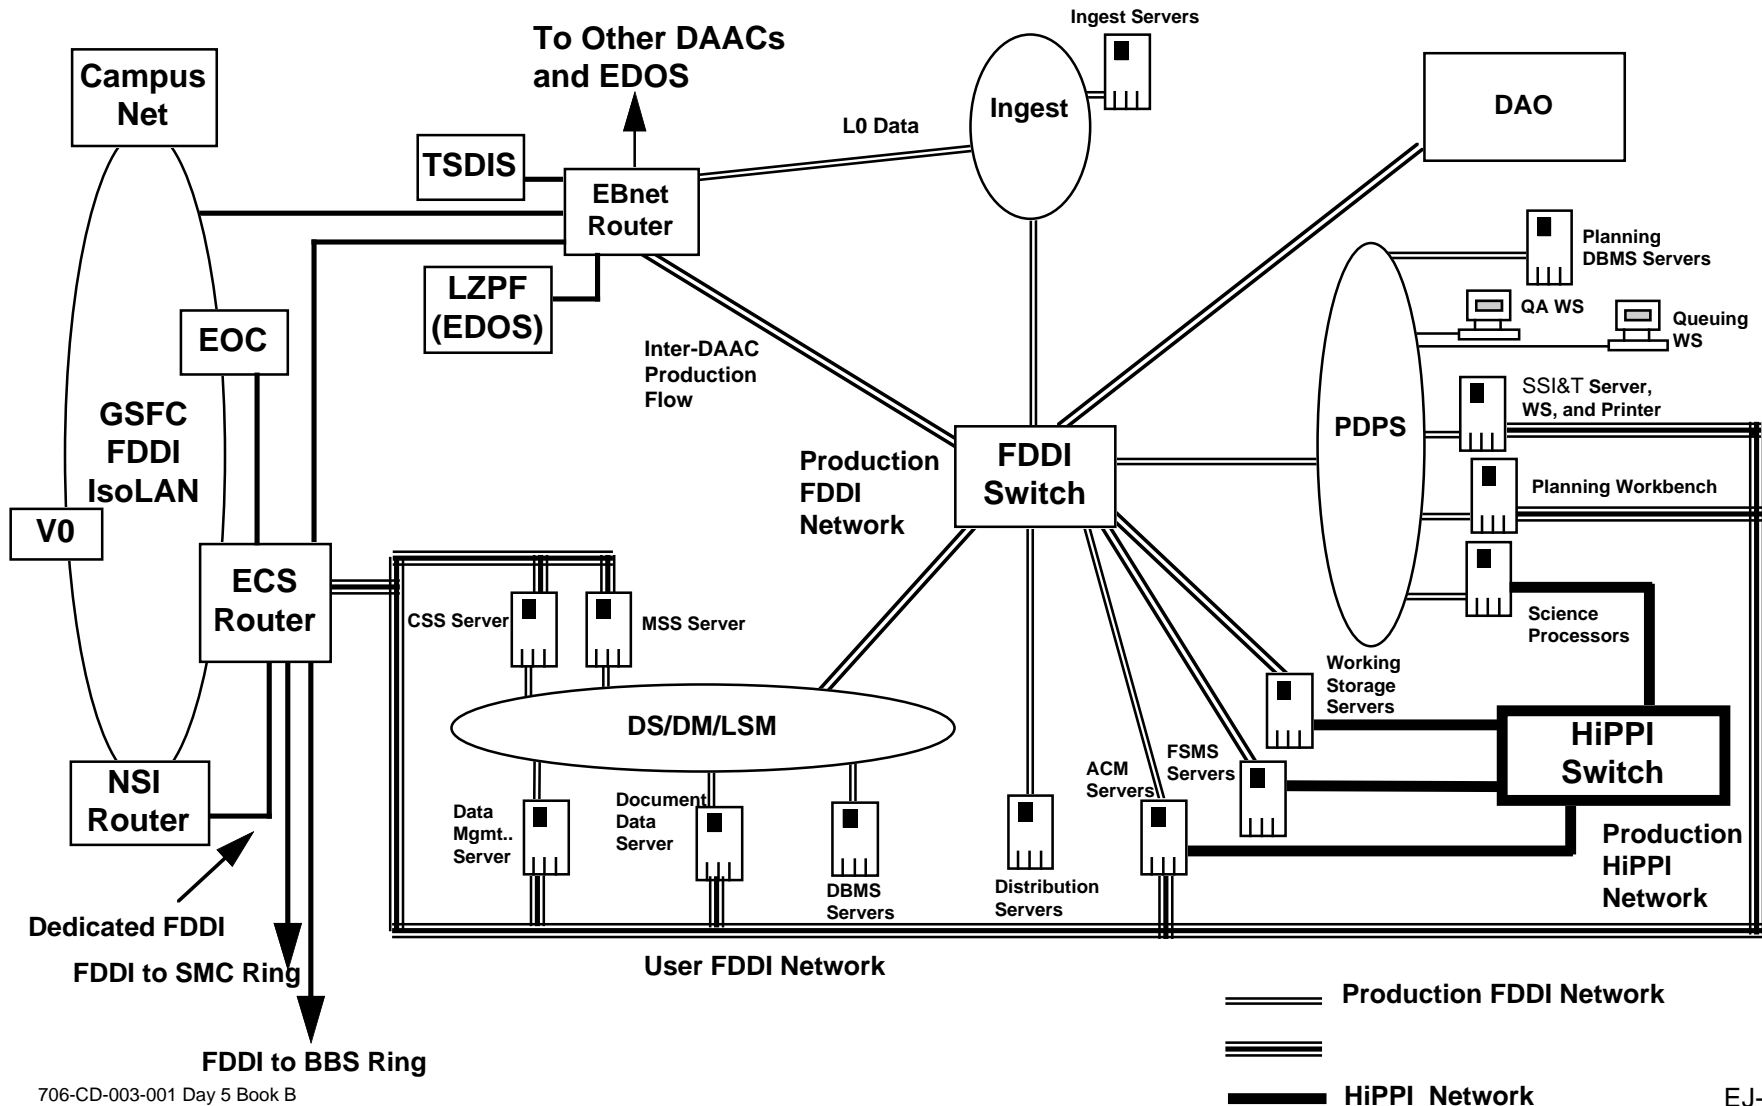 Ingest Servers
To Other DAACs
and EDOS
Campus
Net
Ingest
DAO
L0 Data
TSDIS
EBnet
Router
Planning
DBMS Servers
LZPF
(EDOS)
QA WS
Queuing
WS
EOC
Inter-DAAC
Production
Flow
SSI&T Server,
WS, and Printer
GSFC
FDDI
IsoLAN
PDPS
FDDI
Switch
Production
FDDI
Network
Planning Workbench
V0
ECS
Router
CSS Server
MSS Server
Science
Processors
Working
Storage
Servers
DS/DM/LSM
HiPPI
Switch
FSMS
Servers
ACM
Servers
NSI
Router
Data
Mgmt..
Server
Document
Data
Server
DBMS
Servers
Distribution
Servers
Production
HiPPI
Network
Dedicated FDDI
FDDI to SMC Ring
User FDDI Network
Production FDDI Network
FDDI to BBS Ring
706-CD-003-001 Day 5 Book B
HiPPI Network
EJ-